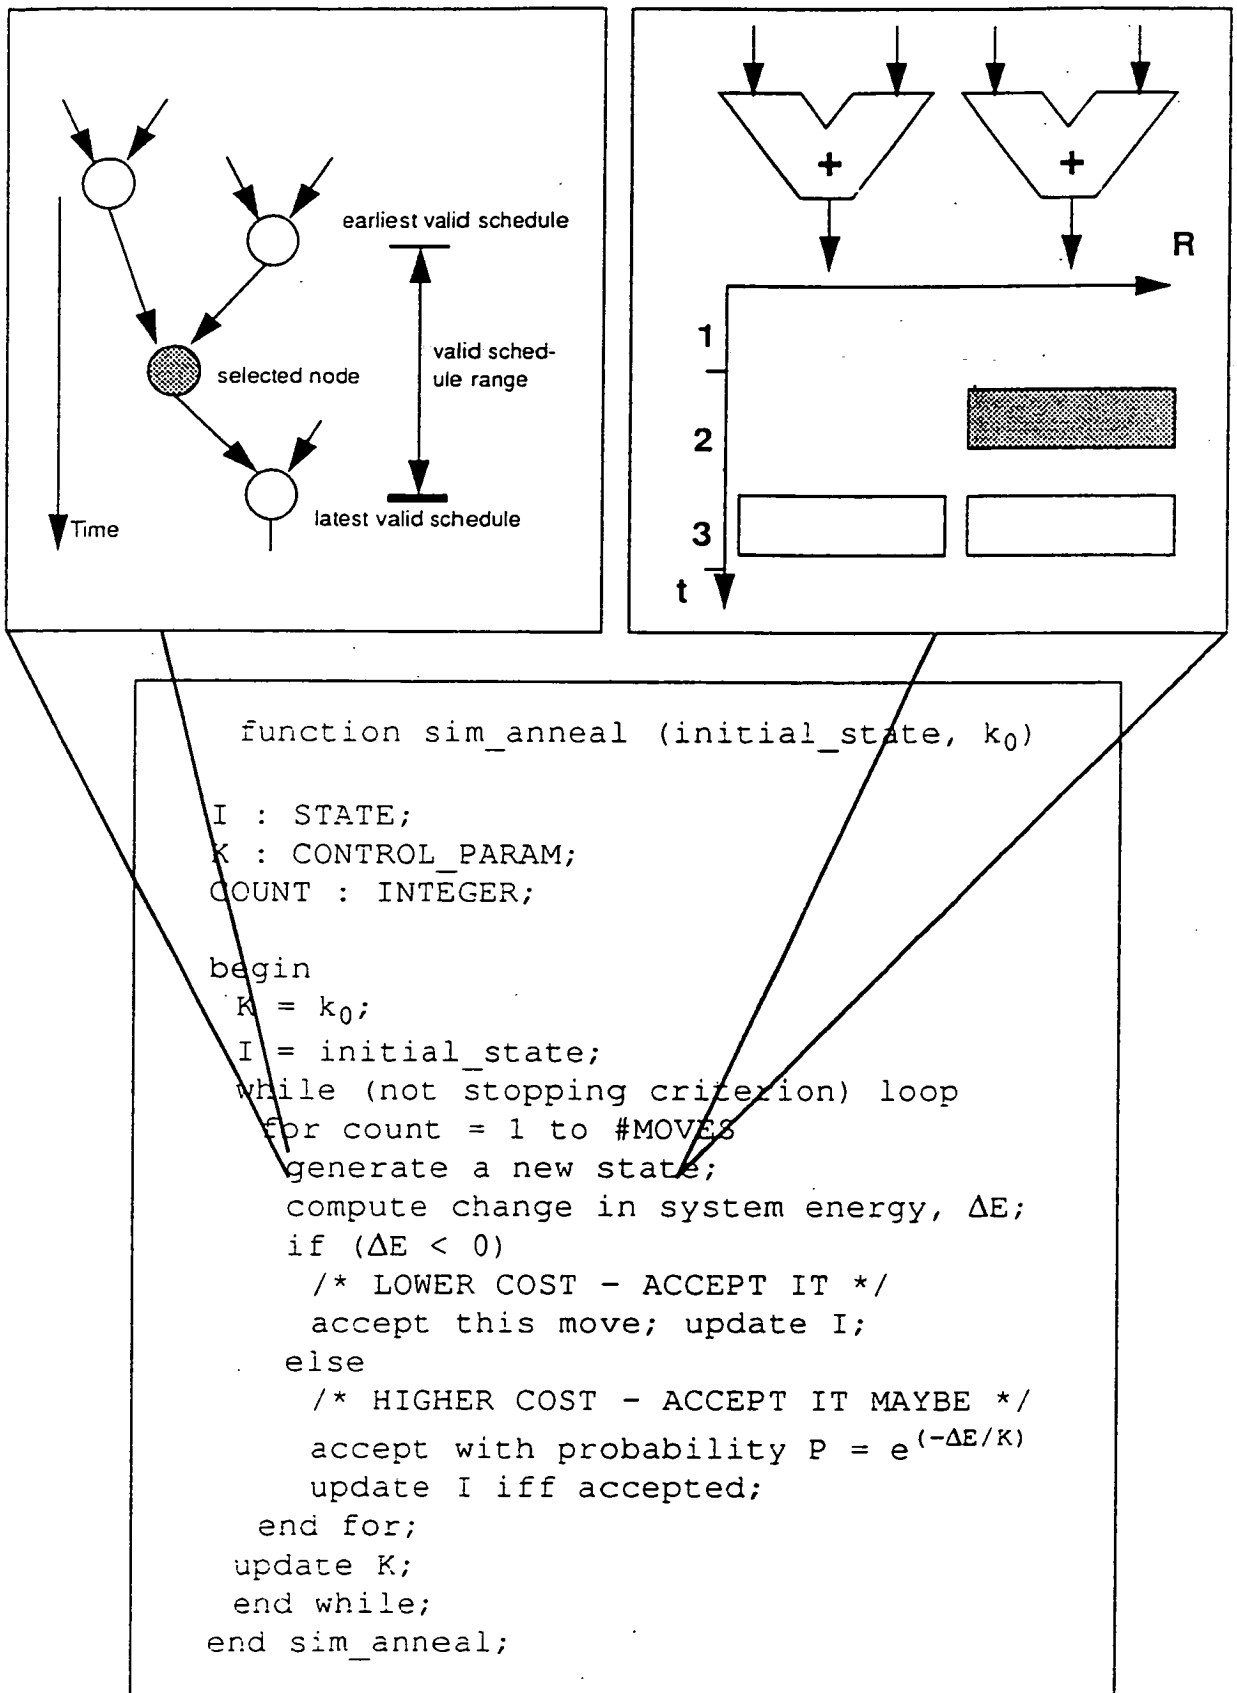 earliest valid schedule
valid sched-
ule range
selected node
latest valid schedule
Time
+ +
R
1
2
3
t
function sim_anneal (initial_state, k₀)
I : STATE;
K : CONTROL_PARAM;
COUNT : INTEGER;
begin
K = k₀;
I = initial_state;
while (not stopping criterion) loop
for count = 1 to #MOVES
generate a new state;
compute change in system energy, ΔE;
if (ΔE < 0)
/* LOWER COST - ACCEPT IT */
accept this move; update I;
else
/* HIGHER COST - ACCEPT IT MAYBE */
accept with probability P = e^(-ΔE/K)
update I iff accepted;
end for;
update K;
end while;
end sim_anneal;